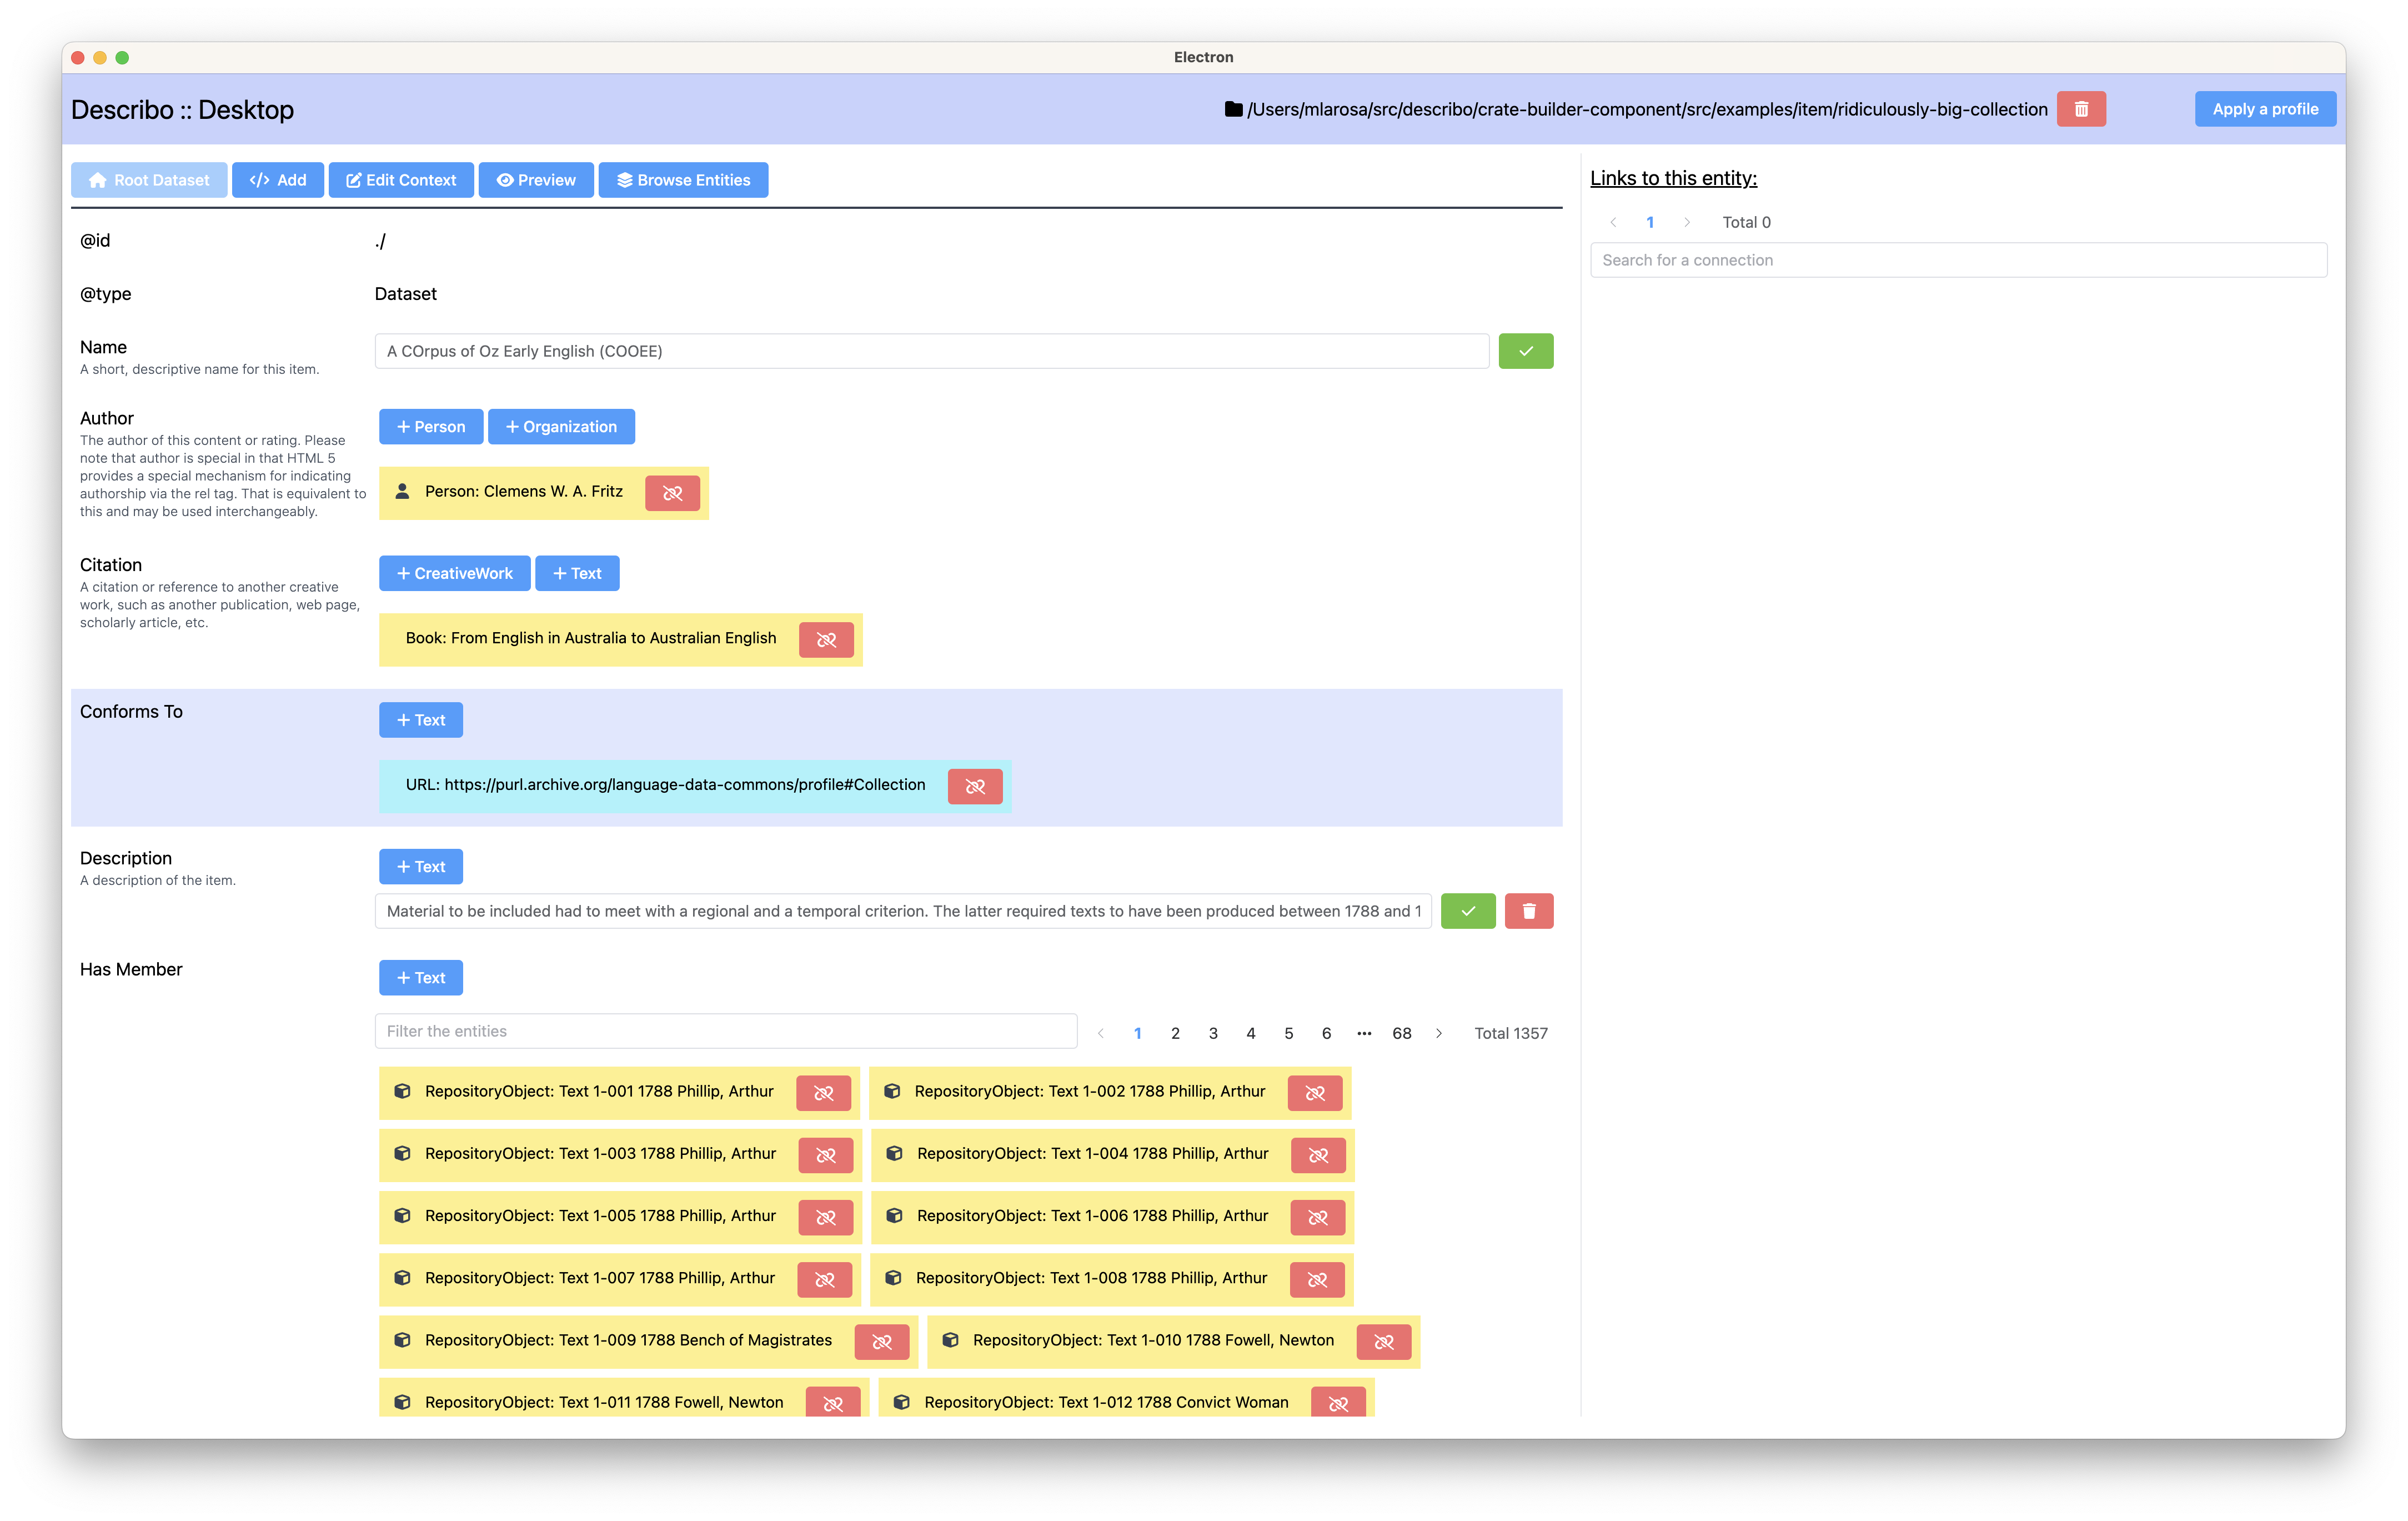 Electron
Describo :: Desktop
/Users/mlarosa/src/describo/crate-builder-component/src/examples/item/ridiculously-big-collection
Apply a profile
Root Dataset
</> Add
Edit Context
Preview
Browse Entities
@id
./
@type
Dataset
Name
A short, descriptive name for this item.
A COrpus of Oz Early English (COOEE)
Author
The author of this content or rating. Please
note that author is special in that HTML 5
provides a special mechanism for indicating
authorship via the rel tag. That is equivalent to
this and may be used interchangeably.
+ Person
+ Organization
Person: Clemens W. A. Fritz
Citation
A citation or reference to another creative
work, such as another publication, web page,
scholarly article, etc.
+ CreativeWork
+ Text
Book: From English in Australia to Australian English
Conforms To
+ Text
URL: https://purl.archive.org/language-data-commons/profile#Collection
Description
A description of the item.
+ Text
Material to be included had to meet with a regional and a temporal criterion. The latter required texts to have been produced between 1788 and 1
Has Member
+ Text
Filter the entities
< 1 2 3 4 5 6 ••• 68 > Total 1357
RepositoryObject: Text 1-001 1788 Phillip, Arthur
RepositoryObject: Text 1-002 1788 Phillip, Arthur
RepositoryObject: Text 1-003 1788 Phillip, Arthur
RepositoryObject: Text 1-004 1788 Phillip, Arthur
RepositoryObject: Text 1-005 1788 Phillip, Arthur
RepositoryObject: Text 1-006 1788 Phillip, Arthur
RepositoryObject: Text 1-007 1788 Phillip, Arthur
RepositoryObject: Text 1-008 1788 Phillip, Arthur
RepositoryObject: Text 1-009 1788 Bench of Magistrates
RepositoryObject: Text 1-010 1788 Fowell, Newton
RepositoryObject: Text 1-011 1788 Fowell, Newton
RepositoryObject: Text 1-012 1788 Convict Woman
Links to this entity:
< 1 > Total 0
Search for a connection